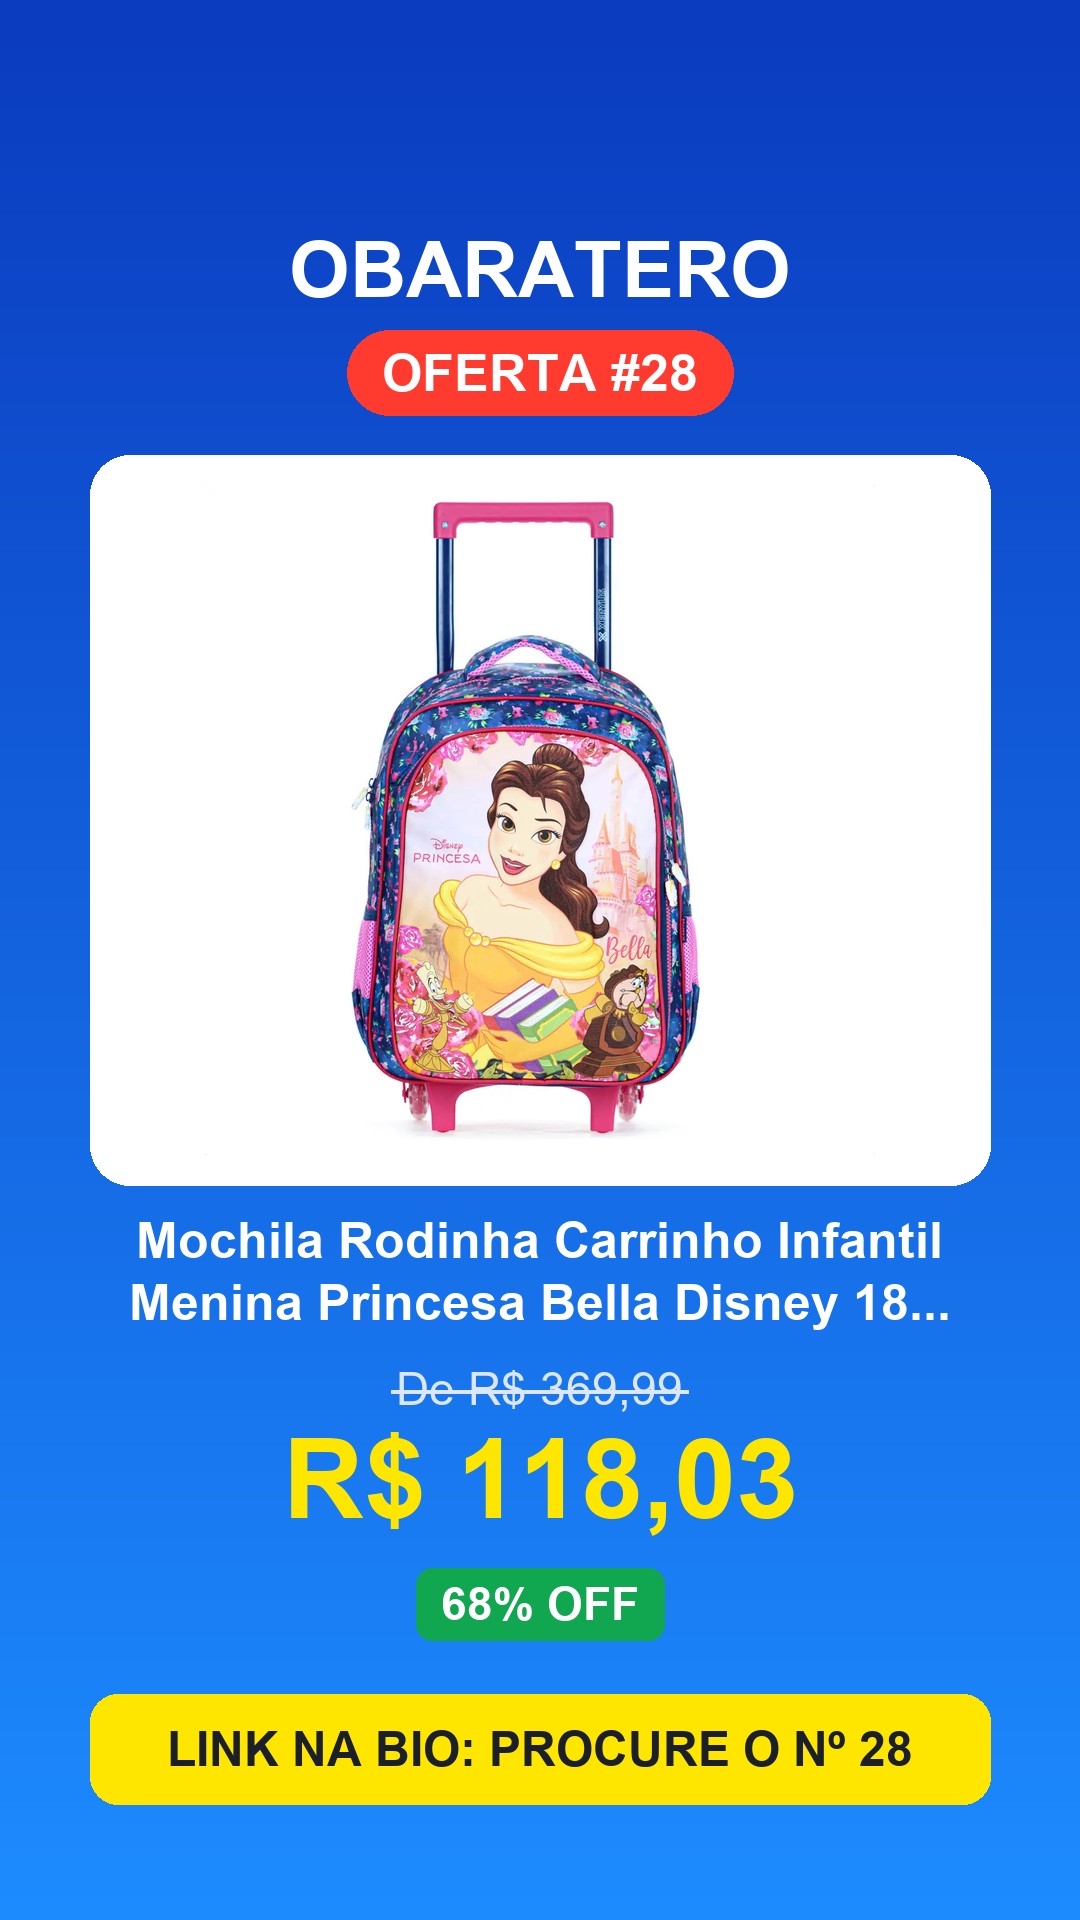 OBARATERO
OFERTA #28
Disney
PRINCESA
Bella
Mochila Rodinha Carrinho Infantil
Menina Princesa Bella Disney 18...
De R$ 369,99
R$ 118,03
68% OFF
LINK NA BIO: PROCURE O Nº 28